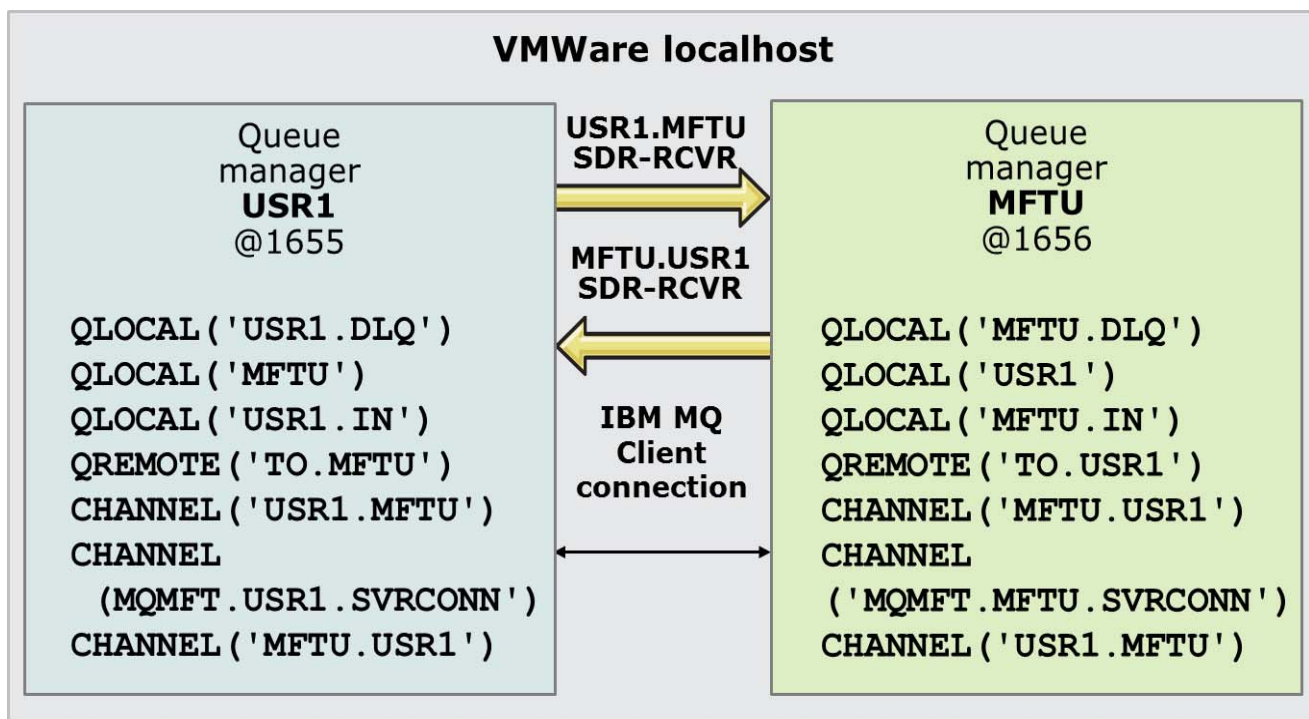 VMWare localhost
Queue
manager
USR1
@1655
QLOCAL('USR1.DLQ')
QLOCAL('MFTU')
QLOCAL('USR1.IN')
QREMOTE('TO.MFTU')
CHANNEL('USR1.MFTU')
CHANNEL
(MQMFT.USR1.SVRCONN')
CHANNEL('MFTU.USR1')
USR1.MFTU
SDR-RCVR
MFTU.USR1
SDR-RCVR
IBM MQ
Client
connection
Queue
manager
MFTU
@1656
QLOCAL('MFTU.DLQ')
QLOCAL('USR1')
QLOCAL('MFTU.IN')
QREMOTE('TO.USR1')
CHANNEL('MFTU.USR1')
CHANNEL
('MQMFT.MFTU.SVRCONN')
CHANNEL('USR1.MFTU')